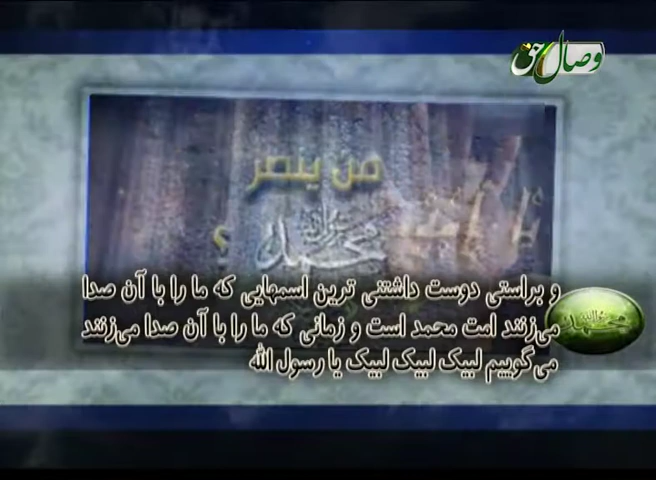 وصال حق
من ينصر
محمد
و براستی دوست داشتنی ترین اسمهایی که ما را با آن صدا
می‌زنند امت محمد است و زمانی که ما را با آن صدا می‌زنند
می‌گوییم لبیک لبیک لبیک یا رسول الله